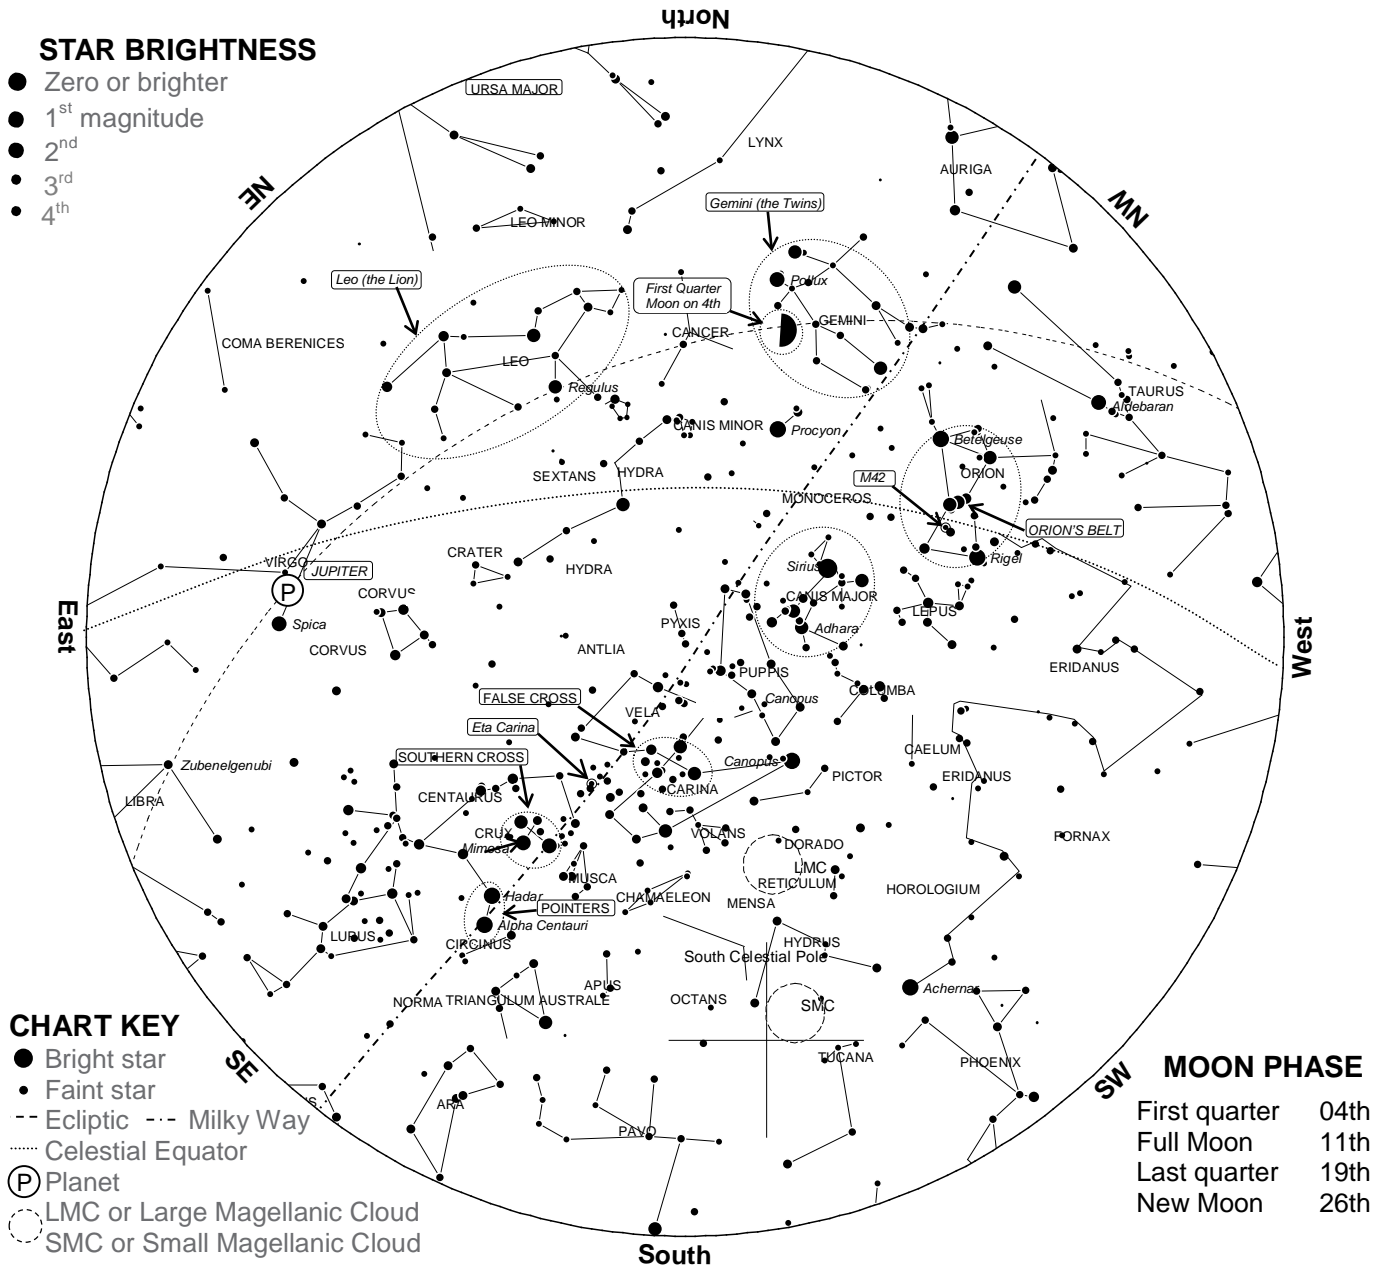 North
STAR BRIGHTNESS
Zero or brighter
1st magnitude
2nd
3rd
4th
NE
NW
URSA MAJOR
LYNX
AURIGA
Gemini (the Twins)
LEO MINOR
Leo (the Lion)
First Quarter
Moon on 4th
Pollux
GEMINI
CANCER
COMA BERENICES
LEO
Regulus
TAURUS
Aldebaran
CANIS MINOR
Procyon
Betelgeuse
ORION
SEXTANS
HYDRA
M42
MONOCEROS
ORION'S BELT
CRATER
HYDRA
Rigel
VIRGO
JUPITER
Sirius
CORVUS
CANIS MAJOR
LEPUS
Spica
PYXIS
Adhara
East
West
CORVUS
ANTLIA
PUPPIS
ERIDANUS
FALSE CROSS
Canopus
COLOMBA
VELA
Eta Carina
SOUTHERN CROSS
CAELUM
Zubenelgenubi
Canopus
PICTOR
ERIDANUS
LIBRA
CENTAURUS
CARINA
CRUX
VOLANS
FORNAX
Mimosa
DORADO
LMC
MUSCA
RETICULUM
HOROLOGIUM
Hadar
CHAMAELEON
MENSA
POINTERS
Alpha Centauri
LUPUS
CIRCINUS
HYDRUS
South Celestial Pole
APUS
Achernar
NORMA
TRIANGULUM AUSTRALE
OCTANS
SMC
TUCANA
PHOENIX
SE
SW
ARA
PAVO
South
CHART KEY
Bright star
Faint star
Ecliptic
Milky Way
Celestial Equator
P
Planet
LMC or Large Magellanic Cloud
SMC or Small Magellanic Cloud
P
MOON PHASE
First quarter 04th
Full Moon 11th
Last quarter 19th
New Moon 26th